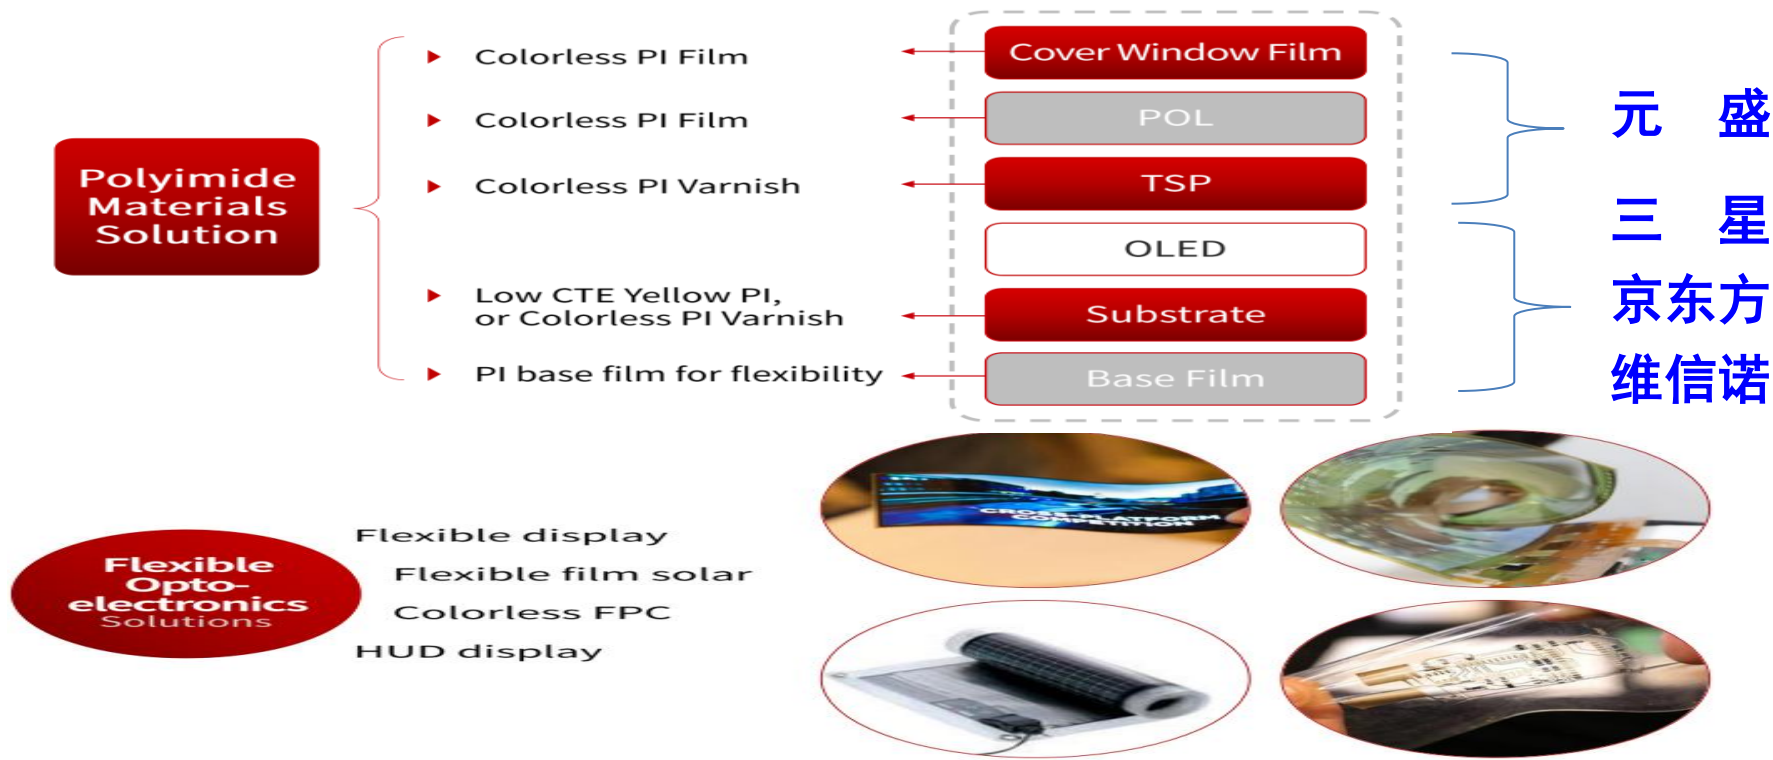 Polyimide
Materials
Solution
Colorless PI Film
Colorless PI Film
Colorless PI Varnish
Low CTE Yellow PI,
or Colorless PI Varnish
PI base film for flexibility
Cover Window Film
POL
TSP
OLED
Substrate
Base Film
元 盛
三 星
京东方
维信诺
Flexible
Opto-
electronics
Solutions
Flexible display
Flexible film solar
Colorless FPC
HUD display
CROSS-PLATFORM
COMPETITION